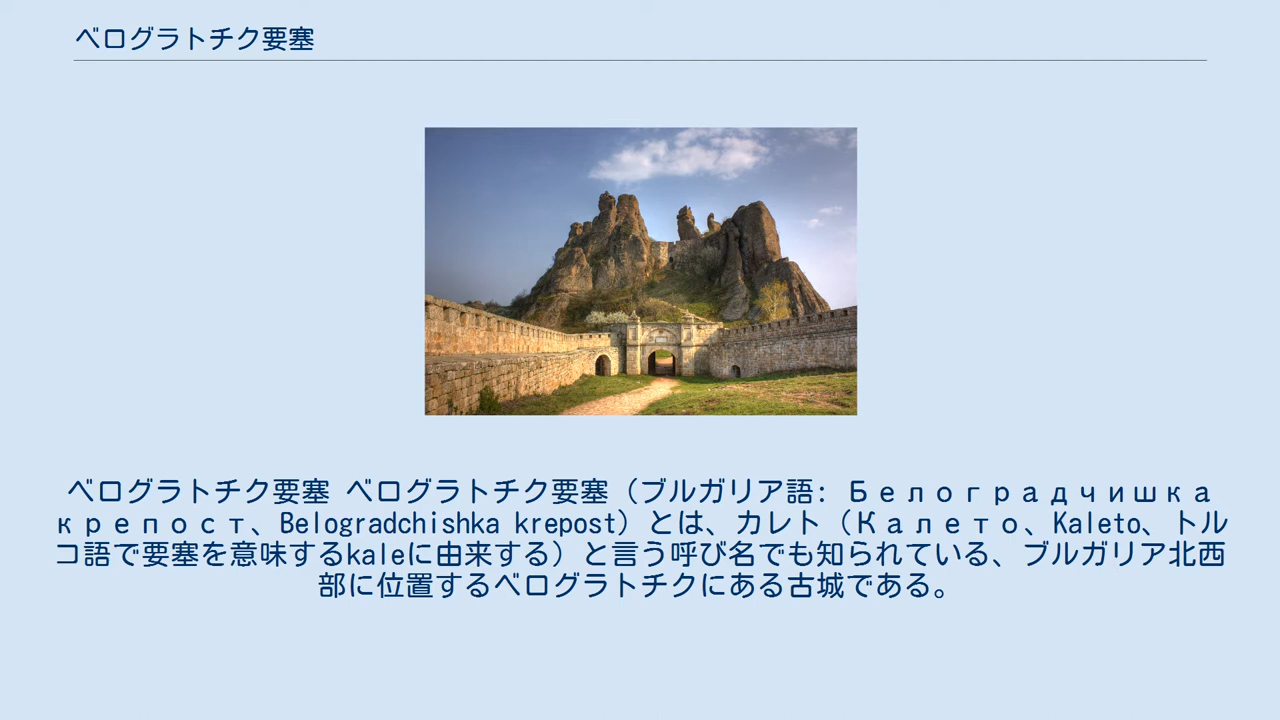 ベログラトチク要塞
ベログラトチク要塞 ベログラトチク要塞（ブルガリア語: Белоградчишка
крепост、Belogradchishka krepost）とは、カレト（Калето、Kaleto、トル
コ語で要塞を意味するkaleに由来する）と言う呼び名でも知られている、ブルガリア北西
部に位置するベログラトチクにある古城である。